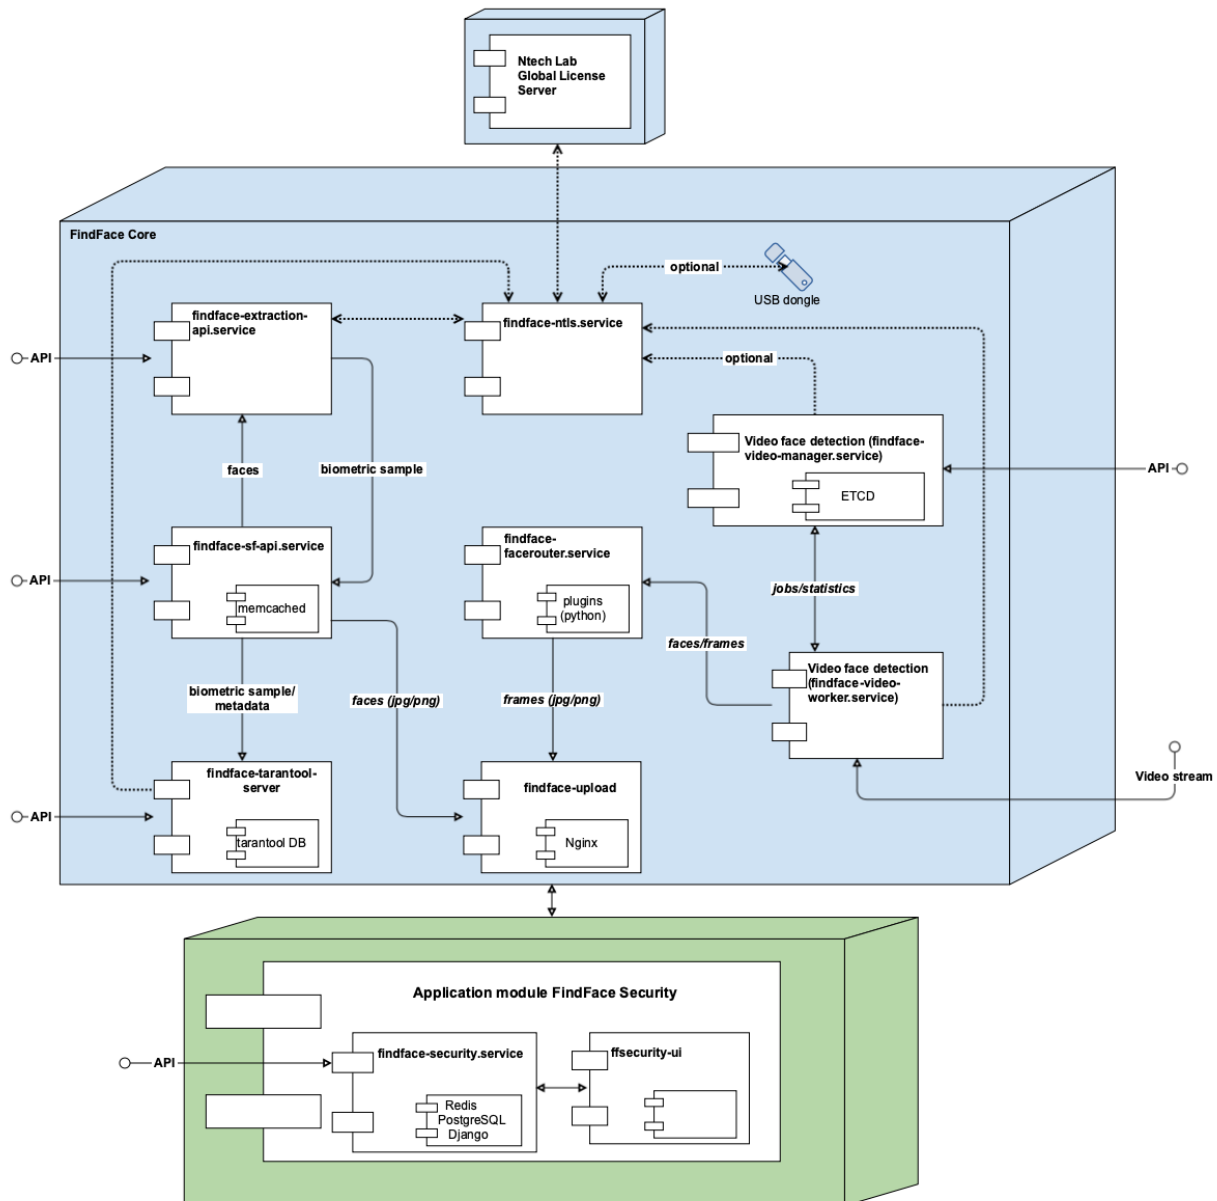 Ntech Lab
Global License
Server
FindFace Core
optional
USB dongle
findface-extraction-
api.service
findface-ntls.service
API
optional
Video face detection (findface-
video-manager.service)
ETCD
API
faces
biometric sample
findface-sf-api.service
memcached
API
findface-
facerouter.service
plugins
(python)
jobs/statistics
faces/frames
Video face detection
(findface-video-
worker.service)
biometric sample/
metadata
faces (jpg/png)
frames (jpg/png)
Video stream
findface-tarantool-
server
tarantool DB
API
findface-upload
Nginx
Application module FindFace Security
API
findface-security.service
Redis
PostgreSQL
Django
ffsecurity-ui